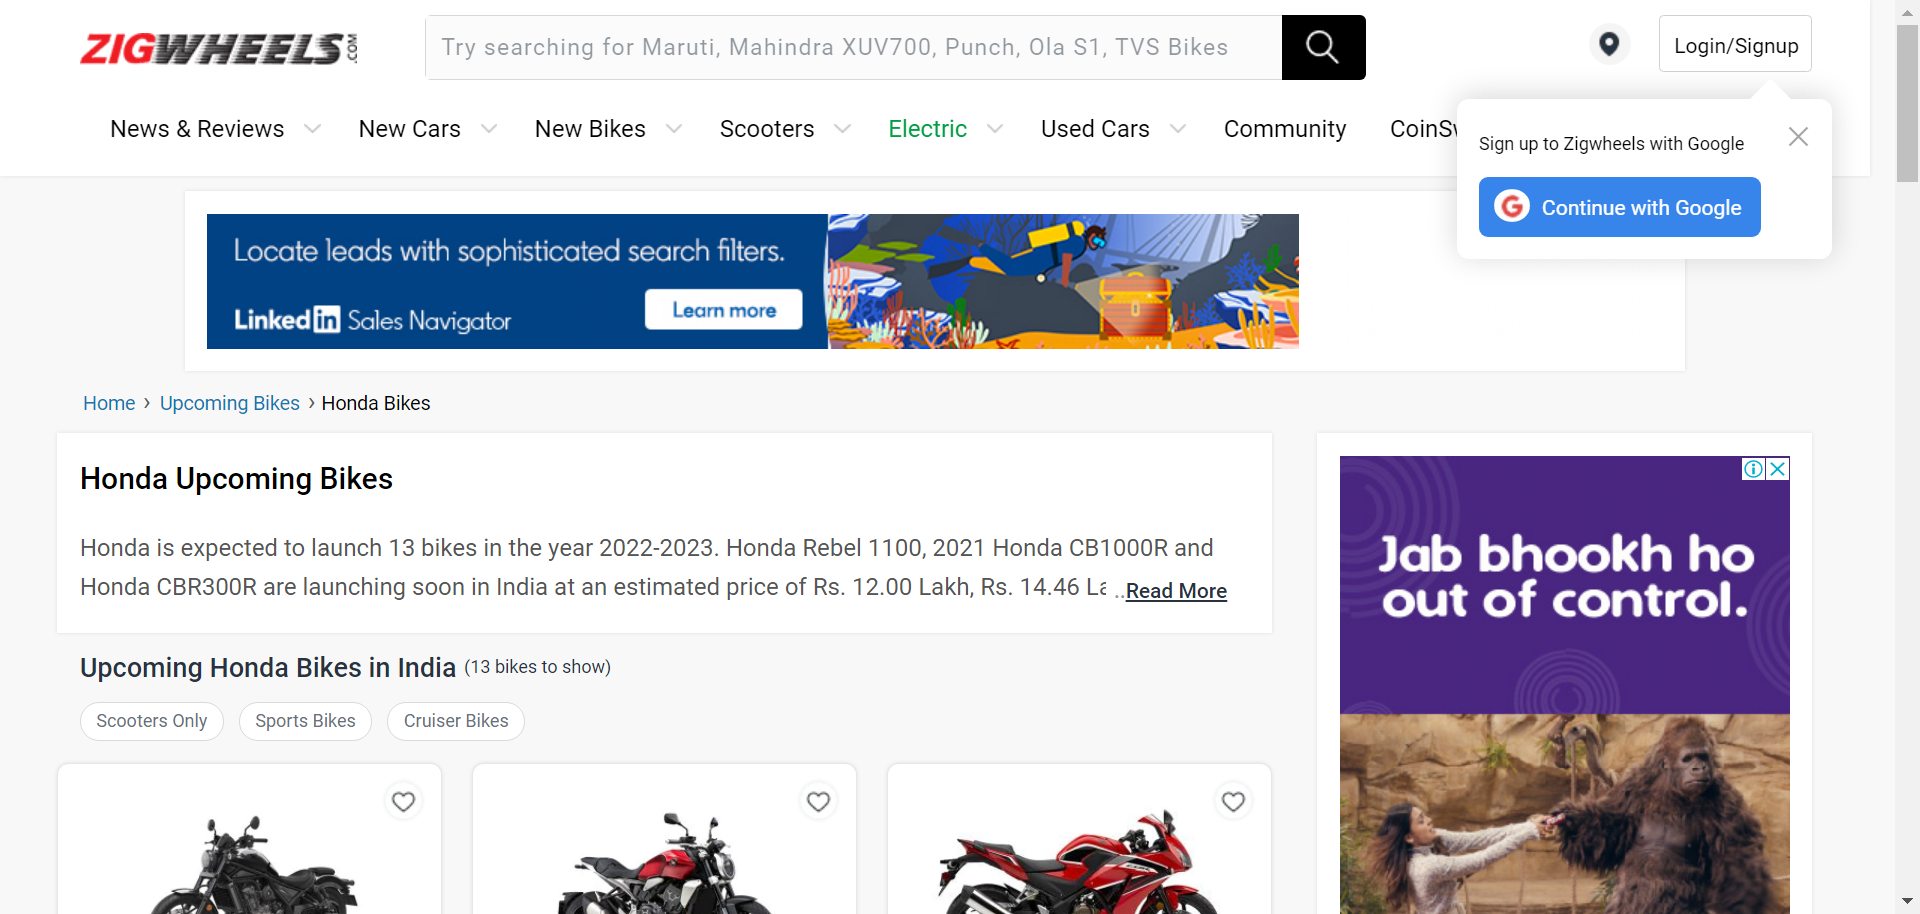 ZIGWHEELS.COM
Try searching for Maruti, Mahindra XUV700, Punch, Ola S1, TVS Bikes
Login/Signup
News & Reviews
New Cars
New Bikes
Scooters
Electric
Used Cars
Community
CoinSw
Sign up to Zigwheels with Google
Continue with Google
Locate leads with sophisticated search filters.
LinkedIn Sales Navigator
Learn more
Home › Upcoming Bikes › Honda Bikes
Honda Upcoming Bikes
Honda is expected to launch 13 bikes in the year 2022-2023. Honda Rebel 1100, 2021 Honda CB1000R and
Honda CBR300R are launching soon in India at an estimated price of Rs. 12.00 Lakh, Rs. 14.46 La ..Read More
Jab bhookh ho
out of control.
Upcoming Honda Bikes in India (13 bikes to show)
Scooters Only
Sports Bikes
Cruiser Bikes